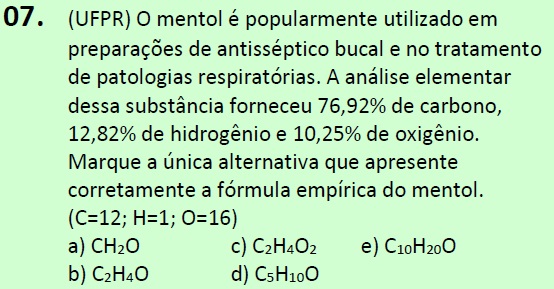 07. (UFPR) O mentol é popularmente utilizado em
preparações de antisséptico bucal e no tratamento
de patologias respiratórias. A análise elementar
dessa substância forneceu 76,92% de carbono,
12,82% de hidrogênio e 10,25% de oxigênio.
Marque a única alternativa que apresente
corretamente a fórmula empírica do mentol.
(C=12; H=1; O=16)
a) CH₂O c) C₂H₄O₂ e) C₁₀H₂₀O
b) C₂H₄O d) C₅H₁₀O